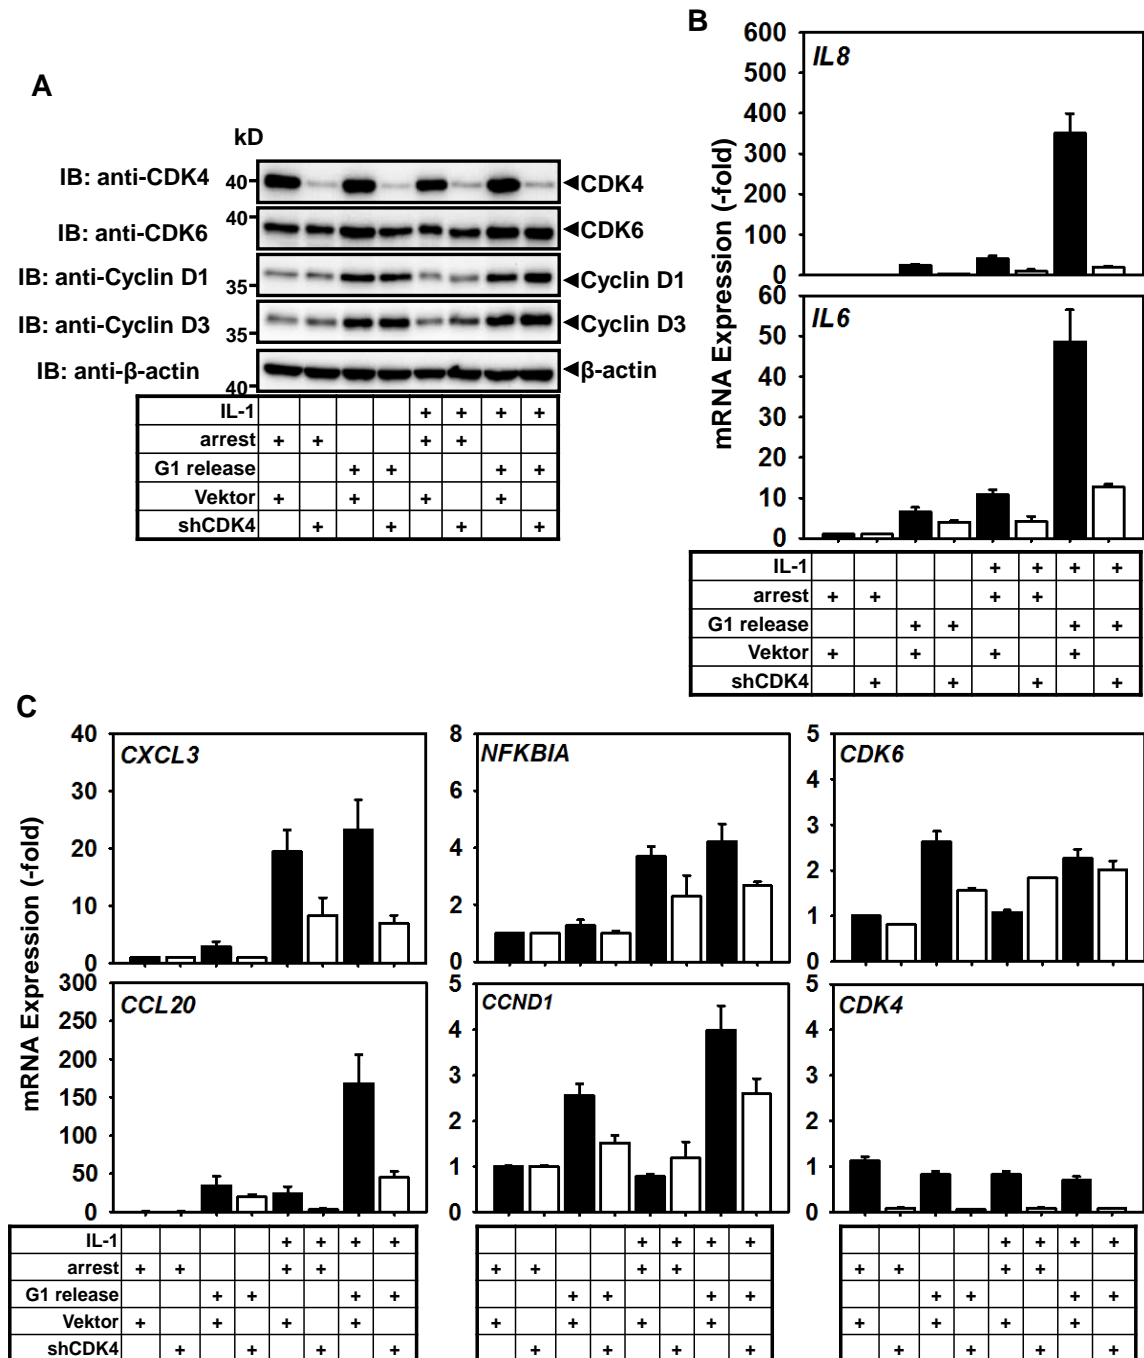 A
kD
IB: anti-CDK4 40 CDK4
40
IB: anti-CDK6 CDK6
IB: anti-Cyclin D1 35 Cyclin D1
IB: anti-Cyclin D3 35 Cyclin D3
IB: anti-β-actin 40 β-actin
IL-1 + + + +
arrest + + + +
G1 release + + + +
Vektor + + + +
shCDK4 + + + +
B
mRNA Expression (-fold)
IL8
600
500
400
300
200
100
0
IL6
60
50
40
30
20
10
0
IL-1 + + + +
arrest + + + +
G1 release + + + +
Vektor + + + +
shCDK4 + + + +
C
mRNA Expression (-fold)
CXCL3
40
30
20
10
0
NFKBIA
8
6
4
2
0
CDK6
5
4
3
2
1
0
CCL20
300
250
200
150
100
50
0
CCND1
5
4
3
2
1
0
CDK4
5
4
3
2
1
0
IL-1 + + + + + + + + + + + +
arrest + + + + + + + + + + + +
G1 release + + + + + + + + + + + +
Vektor + + + + + + + + + + + +
shCDK4 + + + + + + + + + + + +